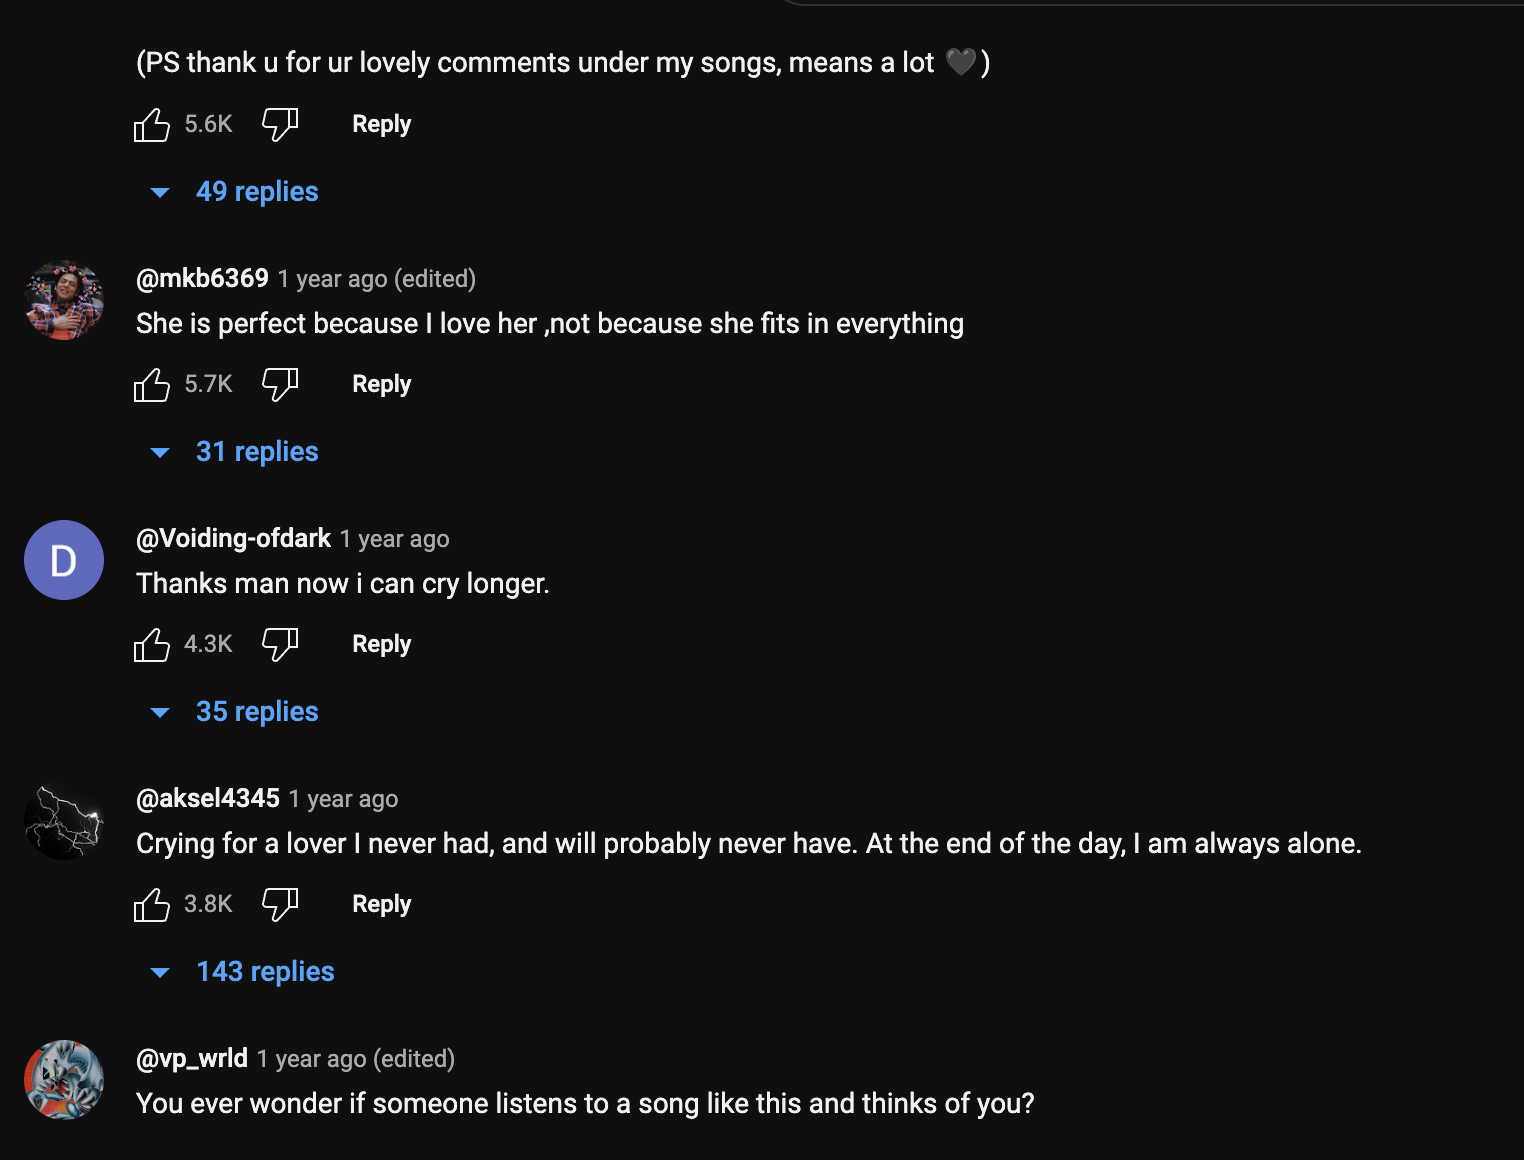 (PS thank u for ur lovely comments under my songs, means a lot 🖤)
5.6K Reply
49 replies
@mkb6369 1 year ago (edited)
She is perfect because I love her ,not because she fits in everything
5.7K Reply
31 replies
D
@Voiding-ofdark 1 year ago
Thanks man now i can cry longer.
4.3K Reply
35 replies
@aksel4345 1 year ago
Crying for a lover I never had, and will probably never have. At the end of the day, I am always alone.
3.8K Reply
143 replies
@vp_wrld 1 year ago (edited)
You ever wonder if someone listens to a song like this and thinks of you?